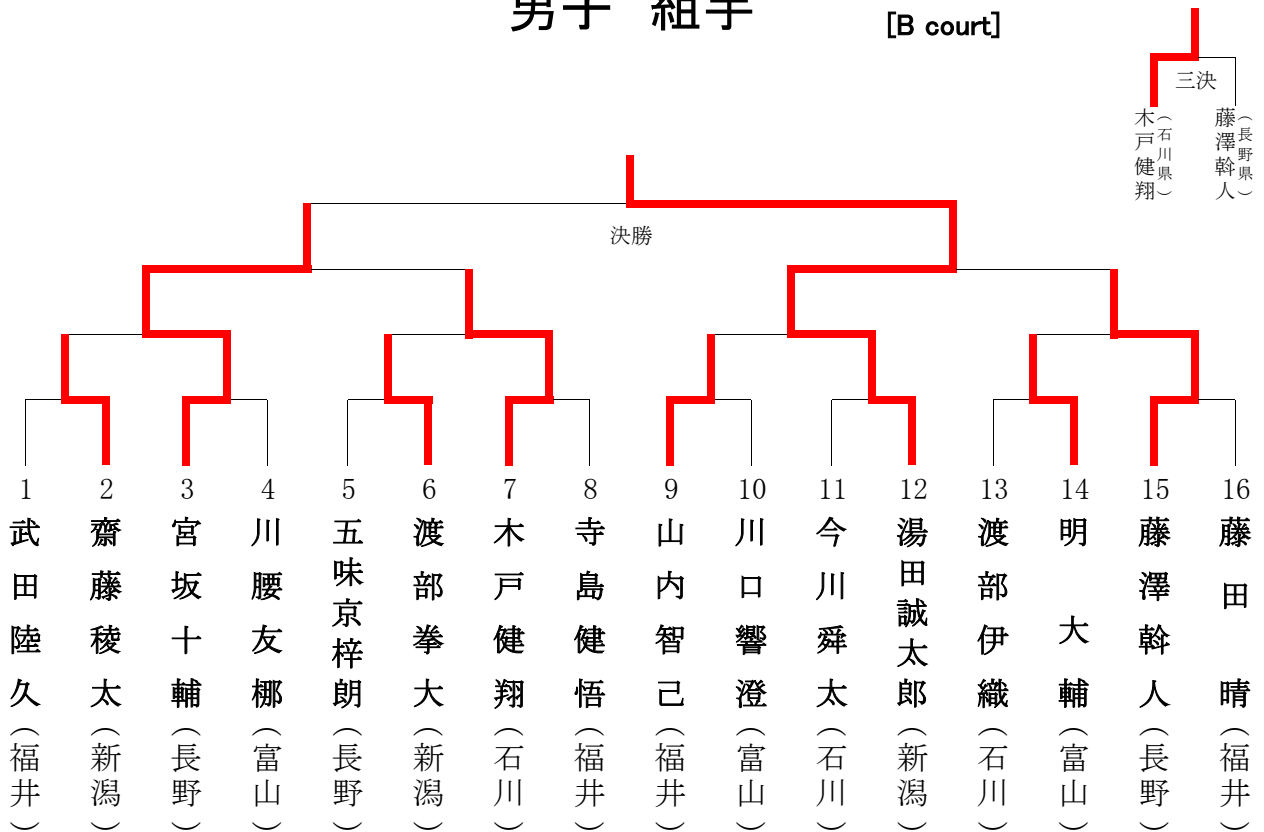 男子 組手
[B court]
三決
木戸健翔（石川県）
藤澤幹人（長野県）
決勝
1 武田陸久（福井）
2 齋藤稜太（新潟）
3 宮坂十輔（長野）
4 川腰友梛（富山）
5 五味京梓朗（長野）
6 渡部拳大（新潟）
7 木戸健翔（石川）
8 寺島健悟（福井）
9 山内智己（福井）
10 川口響澄（富山）
11 今川舜太（石川）
12 湯田誠太郎（新潟）
13 渡部伊織（石川）
14 明 大輔（富山）
15 藤澤幹人（長野）
16 藤田 晴（福井）